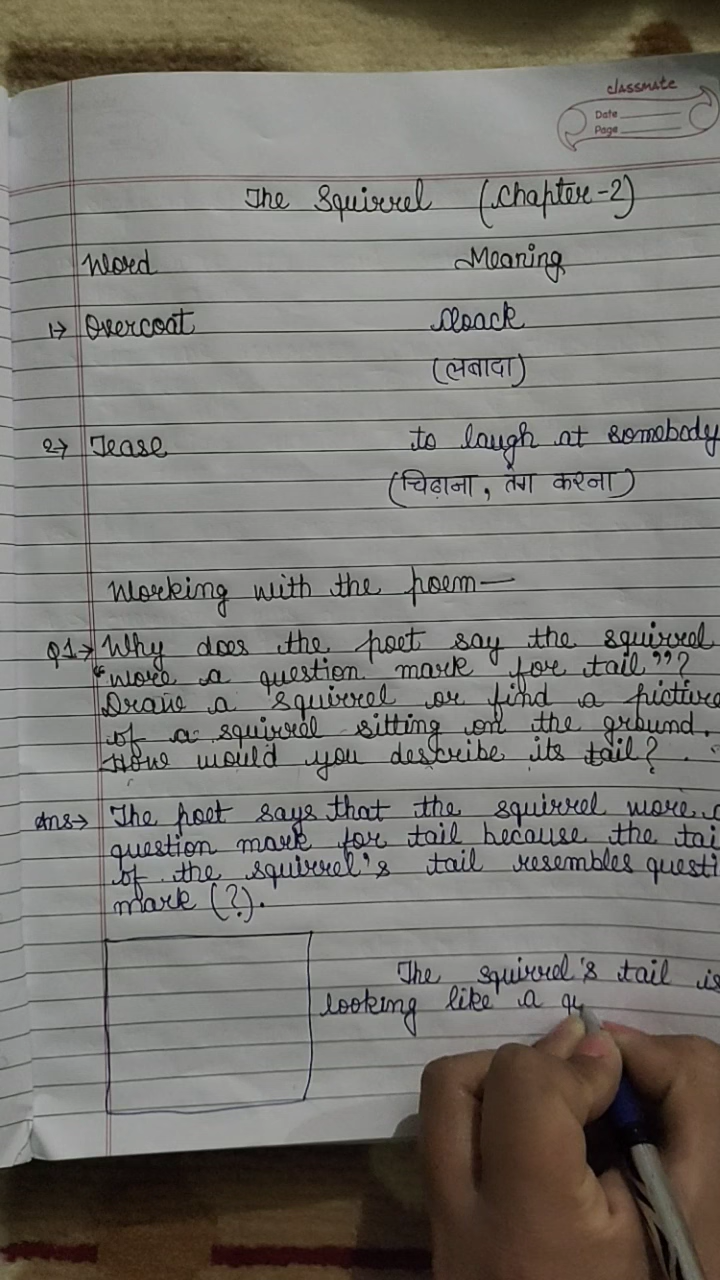 classmate
Date
Page
The Squirrel (Chapter-2)
Word Meaning
1→ Overcoat Cloack
(लबादा)
2→ Tease to laugh at somebody
(चिढ़ाना, तंग करना)
Working with the poem—
Q1→ Why does the poet say the squirrel
"wore a question mark for tail"?
Draw a squirrel or find a picture
of a squirrel sitting on the ground.
How would you describe its tail?
Ans→ The poet says that the squirrel wore
question mark for tail because the tai
of the squirrel's tail resembles questi
mark (?).
The squirrel's tail is
looking like a qu